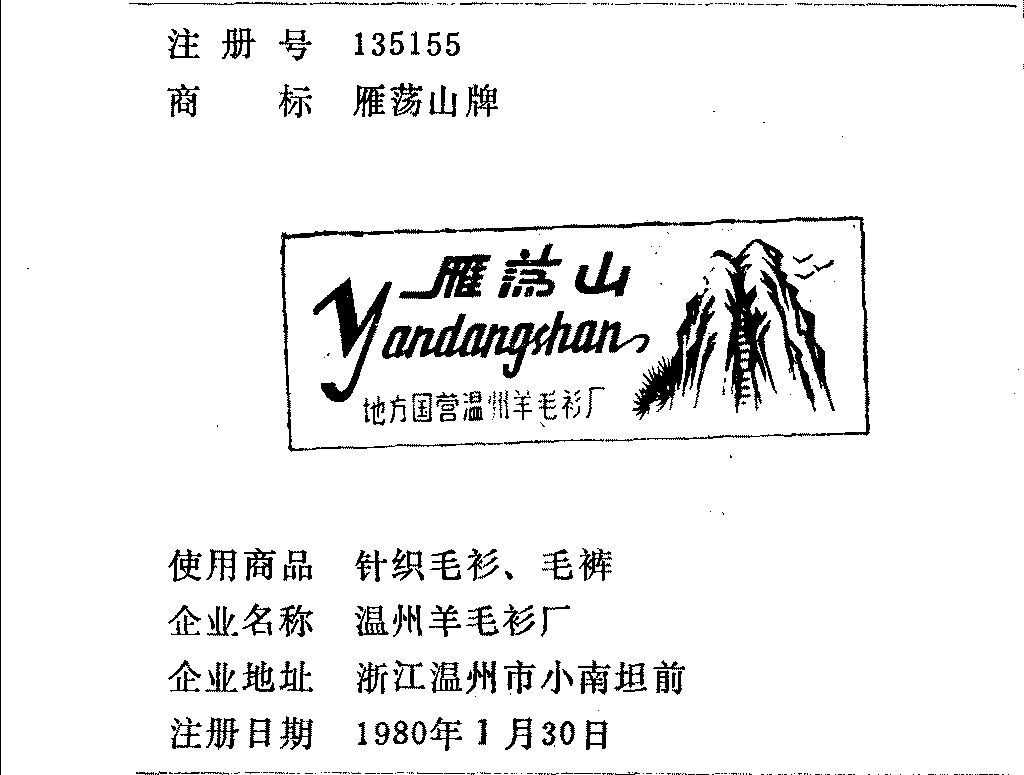 注册号 135155
商标 雁荡山牌
雁荡山
Yandangshan
地方国营温州羊毛衫厂
使用商品 针织毛衫、毛裤
企业名称 温州羊毛衫厂
企业地址 浙江温州市小南坦前
注册日期 1980年1月30日